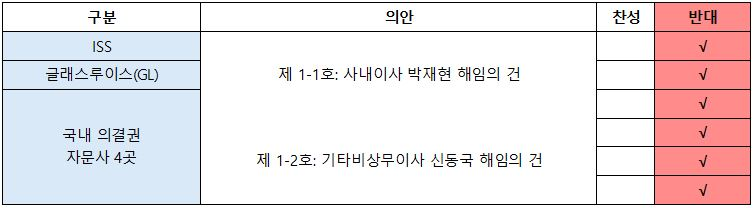 구분 의안 찬성 반대
ISS √
글래스루이스(GL) 제 1-1호: 사내이사 박재현 해임의 건 √
√
국내 의결권 √
자문사 4곳 제 1-2호: 기타비상무이사 신동국 해임의 건 √
√